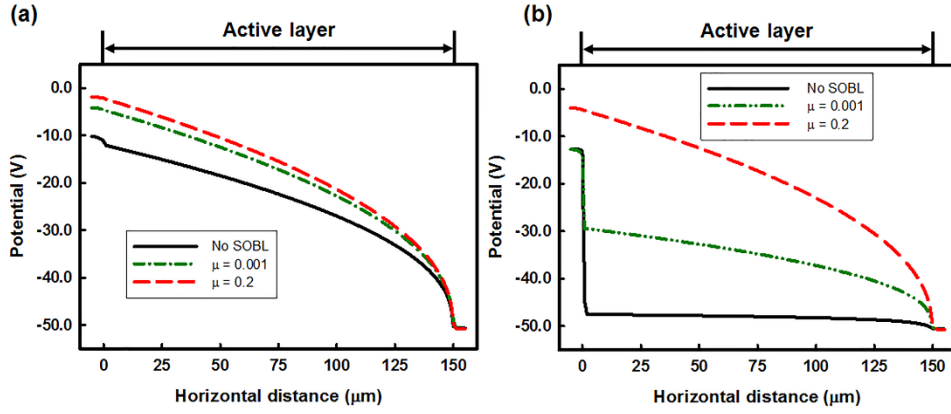 (a)
Active layer
0.0
-10.0
-20.0
-30.0
-40.0
-50.0
Potential (V)
No SOBL
μ = 0.001
μ = 0.2
0 25 50 75 100 125 150
Horizontal distance (μm)
(b)
Active layer
0.0
-10.0
-20.0
-30.0
-40.0
-50.0
Potential (V)
No SOBL
μ = 0.001
μ = 0.2
0 25 50 75 100 125 150
Horizontal distance (μm)